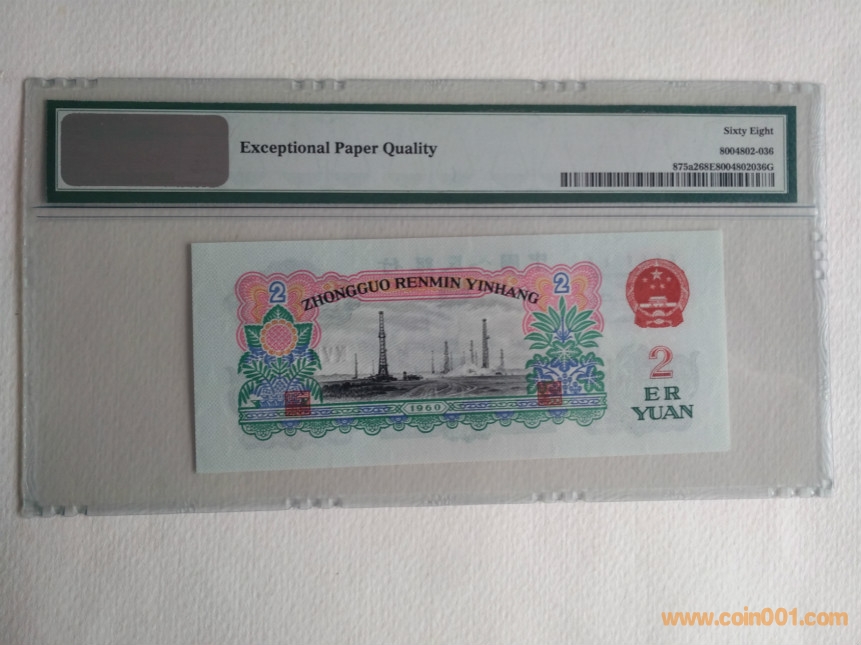 Exceptional Paper Quality
Sixty Eight
8004802-036
875a268E8004802036G
2 2
ZHONGGUO RENMIN YINHANG
1960
2
ER
YUAN
www.coin001.com